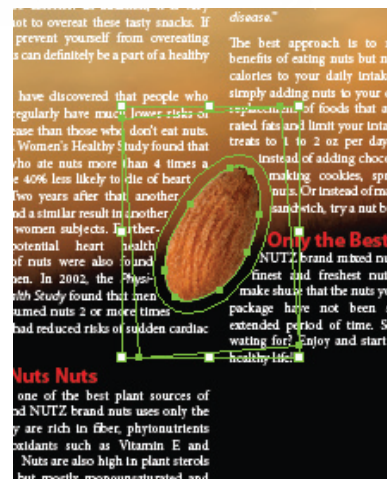 not to overeat these tasty snacks. If
prevent yourself from overeating
s can definitely be a part of a healthy
have discovered that people who
regularly have much lower risks of
ease than those who don't eat nuts.
Women's Healthy Study found that
who ate nuts more than 4 times a
e 40% less likely to die of heart
Two years after that, another
nd a similar result in another
women subjects. Further-
potential heart health
of nuts were also found
men. In 2002, the Physi-
alth Study found that men
sumed nuts 2 or more times
had reduced risks of sudden cardiac
Nuts Nuts
one of the best plant sources of
nd NUTZ brand nuts uses only the
y are rich in fiber, phytonutrients
oxidants such as Vitamin E and
Nuts are also high in plant sterols
but mostly monounsaturated and
disease."
The best approach is to
benefits of eating nuts but n
calories to your daily intak
simply adding nuts to your
replacement of foods that a
rated fats and limit your inta
treats to 1 to 2 oz per day
instead of adding choc
making cookies, spr
nuts. Or instead of m
sandwich, try a nut b
Only the Best
NUTZ brand mixed nu
finest and freshest nut
make shure that the nuts yo
package have not been
extended period of time. S
wating for? Enjoy and start
healthy life!